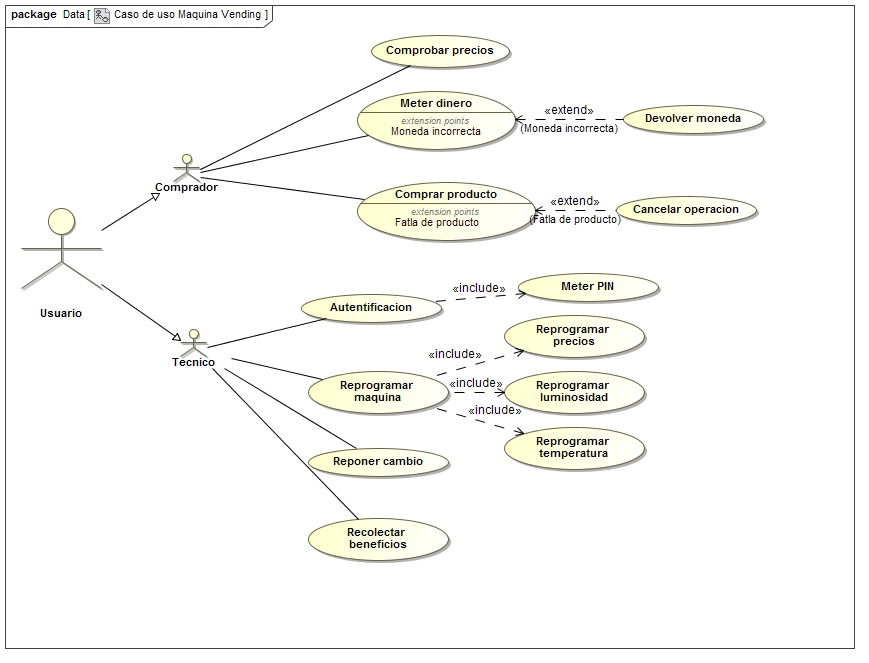 package Data [ Caso de uso Maquina Vending ]
Comprobar precios
Meter dinero
extension points
Moneda incorrecta
«extend»
(Moneda incorrecta)
Devolver moneda
Comprador
Comprar producto
extension points
Fatla de producto
«extend»
(Fatla de producto)
Cancelar operacion
Usuario
Autentificacion
«include»
Meter PIN
Tecnico
Reprogramar
maquina
«include»
Reprogramar
precios
«include»
Reprogramar
luminosidad
«include»
Reprogramar
temperatura
Reponer cambio
Recolectar
beneficios